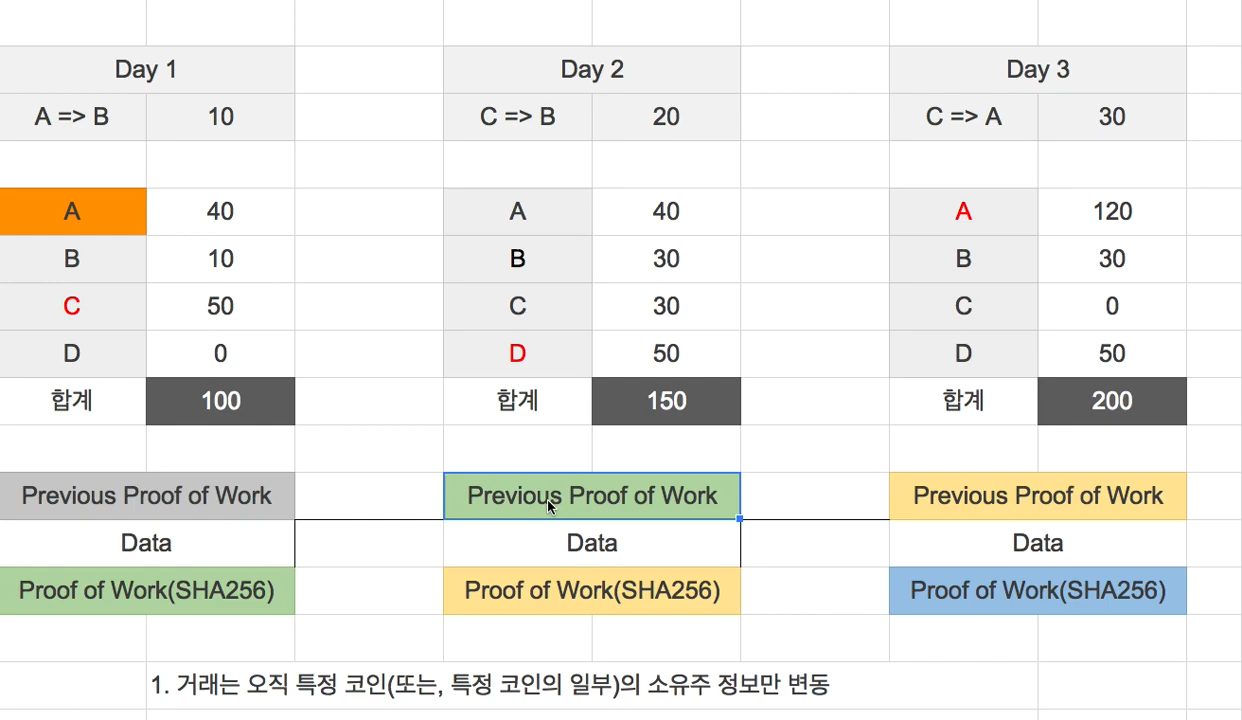 Day 1 Day 2 Day 3
A => B 10 C => B 20 C => A 30
A 40 A 40 A 120
B 10 B 30 B 30
C 50 C 30 C 0
D 0 D 50 D 50
합계 100 합계 150 합계 200
Previous Proof of Work Previous Proof of Work Previous Proof of Work
Data Data Data
Proof of Work(SHA256) Proof of Work(SHA256) Proof of Work(SHA256)
1. 거래는 오직 특정 코인(또는, 특정 코인의 일부)의 소유주 정보만 변동